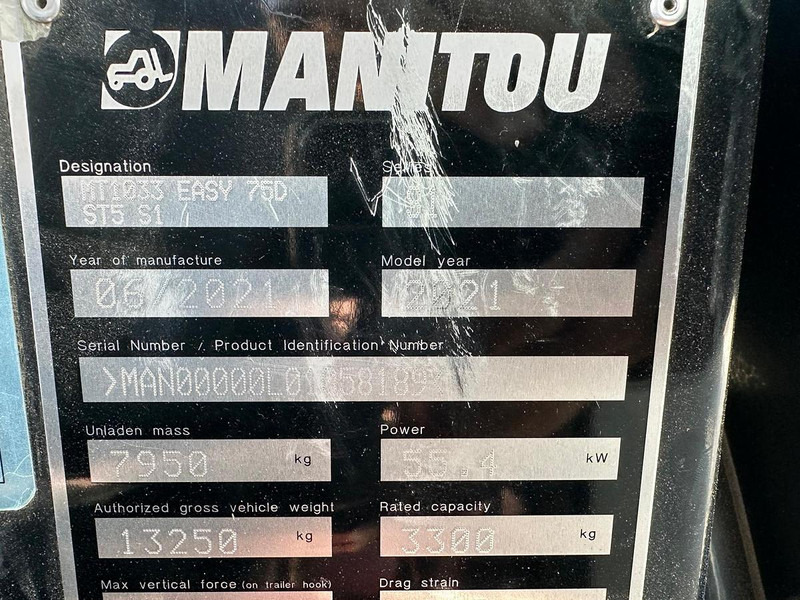 MANITOU
Designation
MT1033 EASY 75D
ST5 S1
Series
Year of manufacture
06/2021
Model year
2021
Serial Number / Product Identification Number
Unladen mass
7950 kg
Power
55,4 kW
Authorized gross vehicle weight
13250 kg
Rated capacity
3300 kg
Max vertical force (on trailer hook)
Drag strain